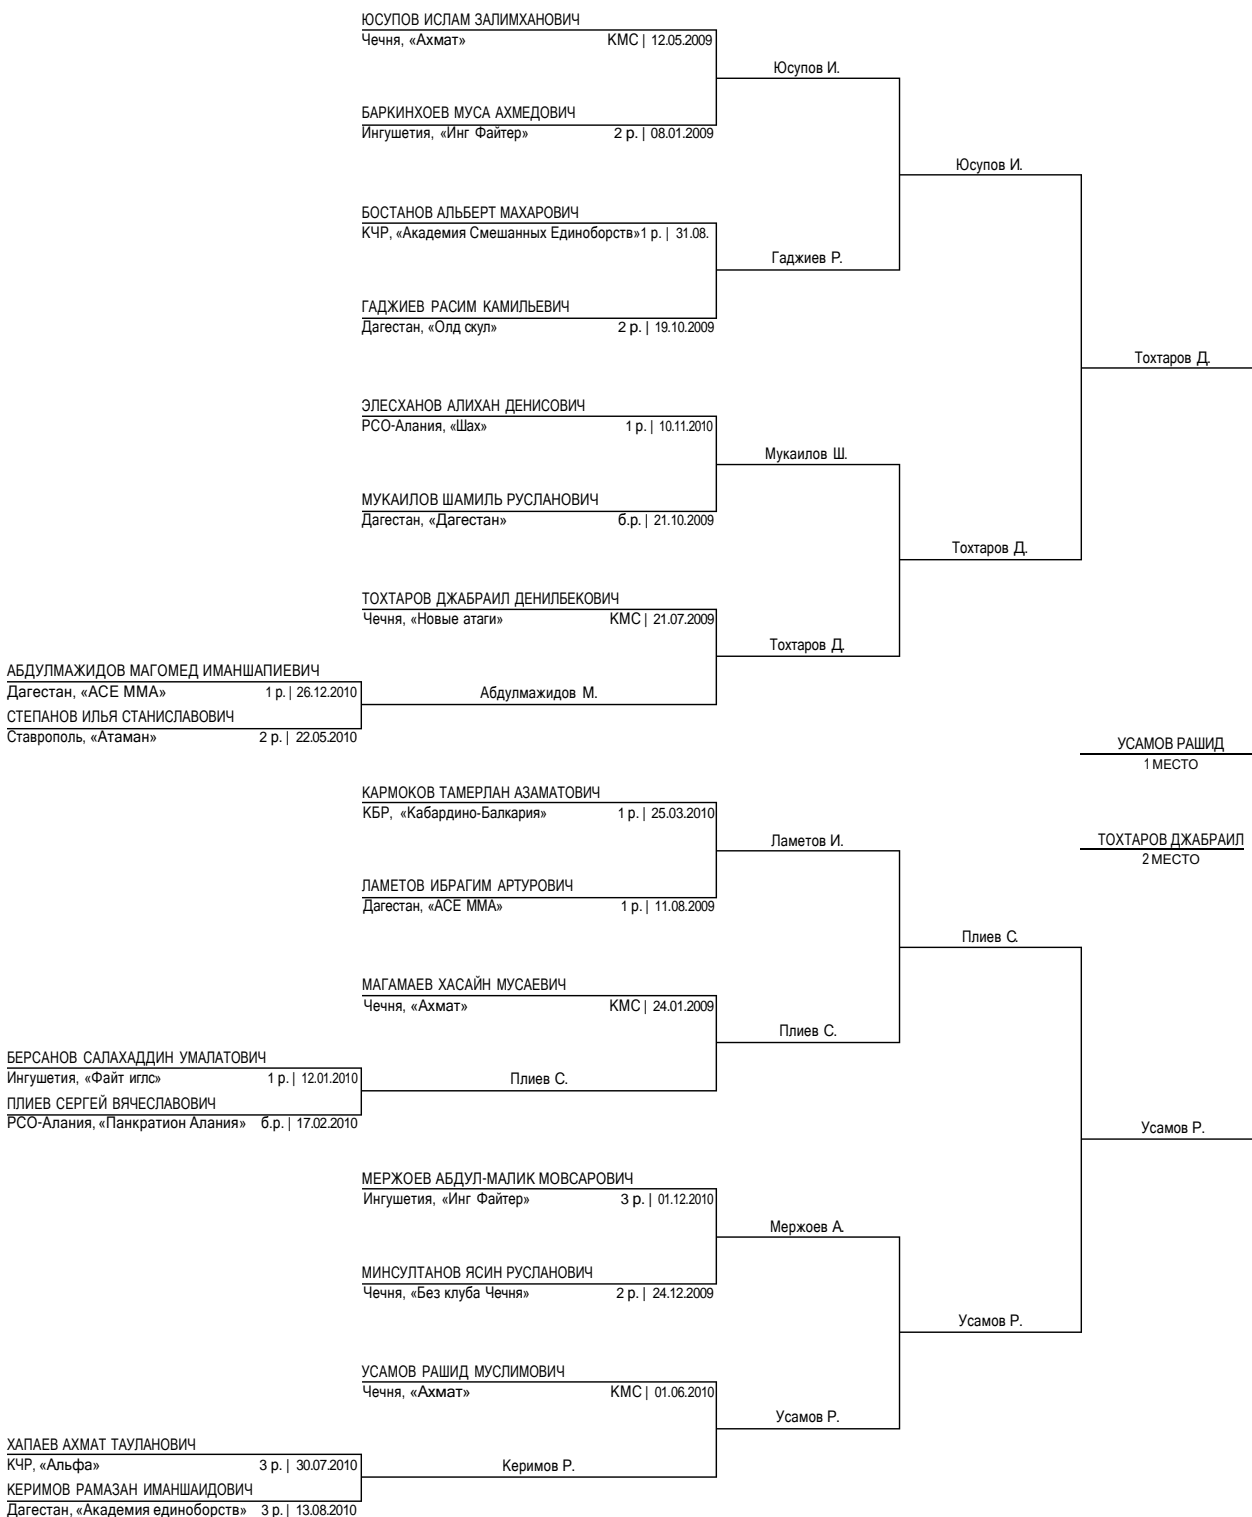 ЮСУПОВ ИСЛАМ ЗАЛИМХАНОВИЧ
Чечня, «Ахмат» КМС | 12.05.2009
Юсупов И.
БАРКИНХОЕВ МУСА АХМЕДОВИЧ
Ингушетия, «Инг Файтер» 2 р. | 08.01.2009
Юсупов И.
БОСТАНОВ АЛЬБЕРТ МАХАРОВИЧ
КЧР, «Академия Смешанных Единоборств»1 р. | 31.08.
Гаджиев Р.
ГАДЖИЕВ РАСИМ КАМИЛЬЕВИЧ
Дагестан, «Олд скул» 2 р. | 19.10.2009
Тохтаров Д.
ЭЛЕСХАНОВ АЛИХАН ДЕНИСОВИЧ
РСО-Алания, «Шах» 1 р. | 10.11.2010
Мукаилов Ш.
МУКАИЛОВ ШАМИЛЬ РУСЛАНОВИЧ
Дагестан, «Дагестан» б.р. | 21.10.2009
Тохтаров Д.
ТОХТАРОВ ДЖАБРАИЛ ДЕНИЛБЕКОВИЧ
Чечня, «Новые атаги» КМС | 21.07.2009
Тохтаров Д.
АБДУЛМАЖИДОВ МАГОМЕД ИМАНШАПИЕВИЧ
Дагестан, «ACE MMA» 1 р. | 26.12.2010
Абдулмажидов М.
СТЕПАНОВ ИЛЬЯ СТАНИСЛАВОВИЧ
Ставрополь, «Атаман» 2 р. | 22.05.2010
УСАМОВ РАШИД
1 МЕСТО
КАРМОКОВ ТАМЕРЛАН АЗАМАТОВИЧ
КБР, «Кабардино-Балкария» 1 р. | 25.03.2010
Ламетов И.
ТОХТАРОВ ДЖАБРАИЛ
2 МЕСТО
ЛАМЕТОВ ИБРАГИМ АРТУРОВИЧ
Дагестан, «ACE MMA» 1 р. | 11.08.2009
Плиев С.
МАГАМАЕВ ХАСАЙН МУСАЕВИЧ
Чечня, «Ахмат» КМС | 24.01.2009
Плиев С.
БЕРСАНОВ САЛАХАДДИН УМАЛАТОВИЧ
Ингушетия, «Файт иглс» 1 р. | 12.01.2010
Плиев С.
ПЛИЕВ СЕРГЕЙ ВЯЧЕСЛАВОВИЧ
РСО-Алания, «Панкратион Алания» б.р. | 17.02.2010
Усамов Р.
МЕРЖОЕВ АБДУЛ-МАЛИК МОВСАРОВИЧ
Ингушетия, «Инг Файтер» 3 р. | 01.12.2010
Мержоев А.
МИНСУЛТАНОВ ЯСИН РУСЛАНОВИЧ
Чечня, «Без клуба Чечня» 2 р. | 24.12.2009
Усамов Р.
УСАМОВ РАШИД МУСЛИМОВИЧ
Чечня, «Ахмат» КМС | 01.06.2010
Усамов Р.
ХАПАЕВ АХМАТ ТАУЛАНОВИЧ
КЧР, «Альфа» 3 р. | 30.07.2010
Керимов Р.
КЕРИМОВ РАМАЗАН ИМАНШАИДОВИЧ
Дагестан, «Академия единоборств» 3 р. | 13.08.2010